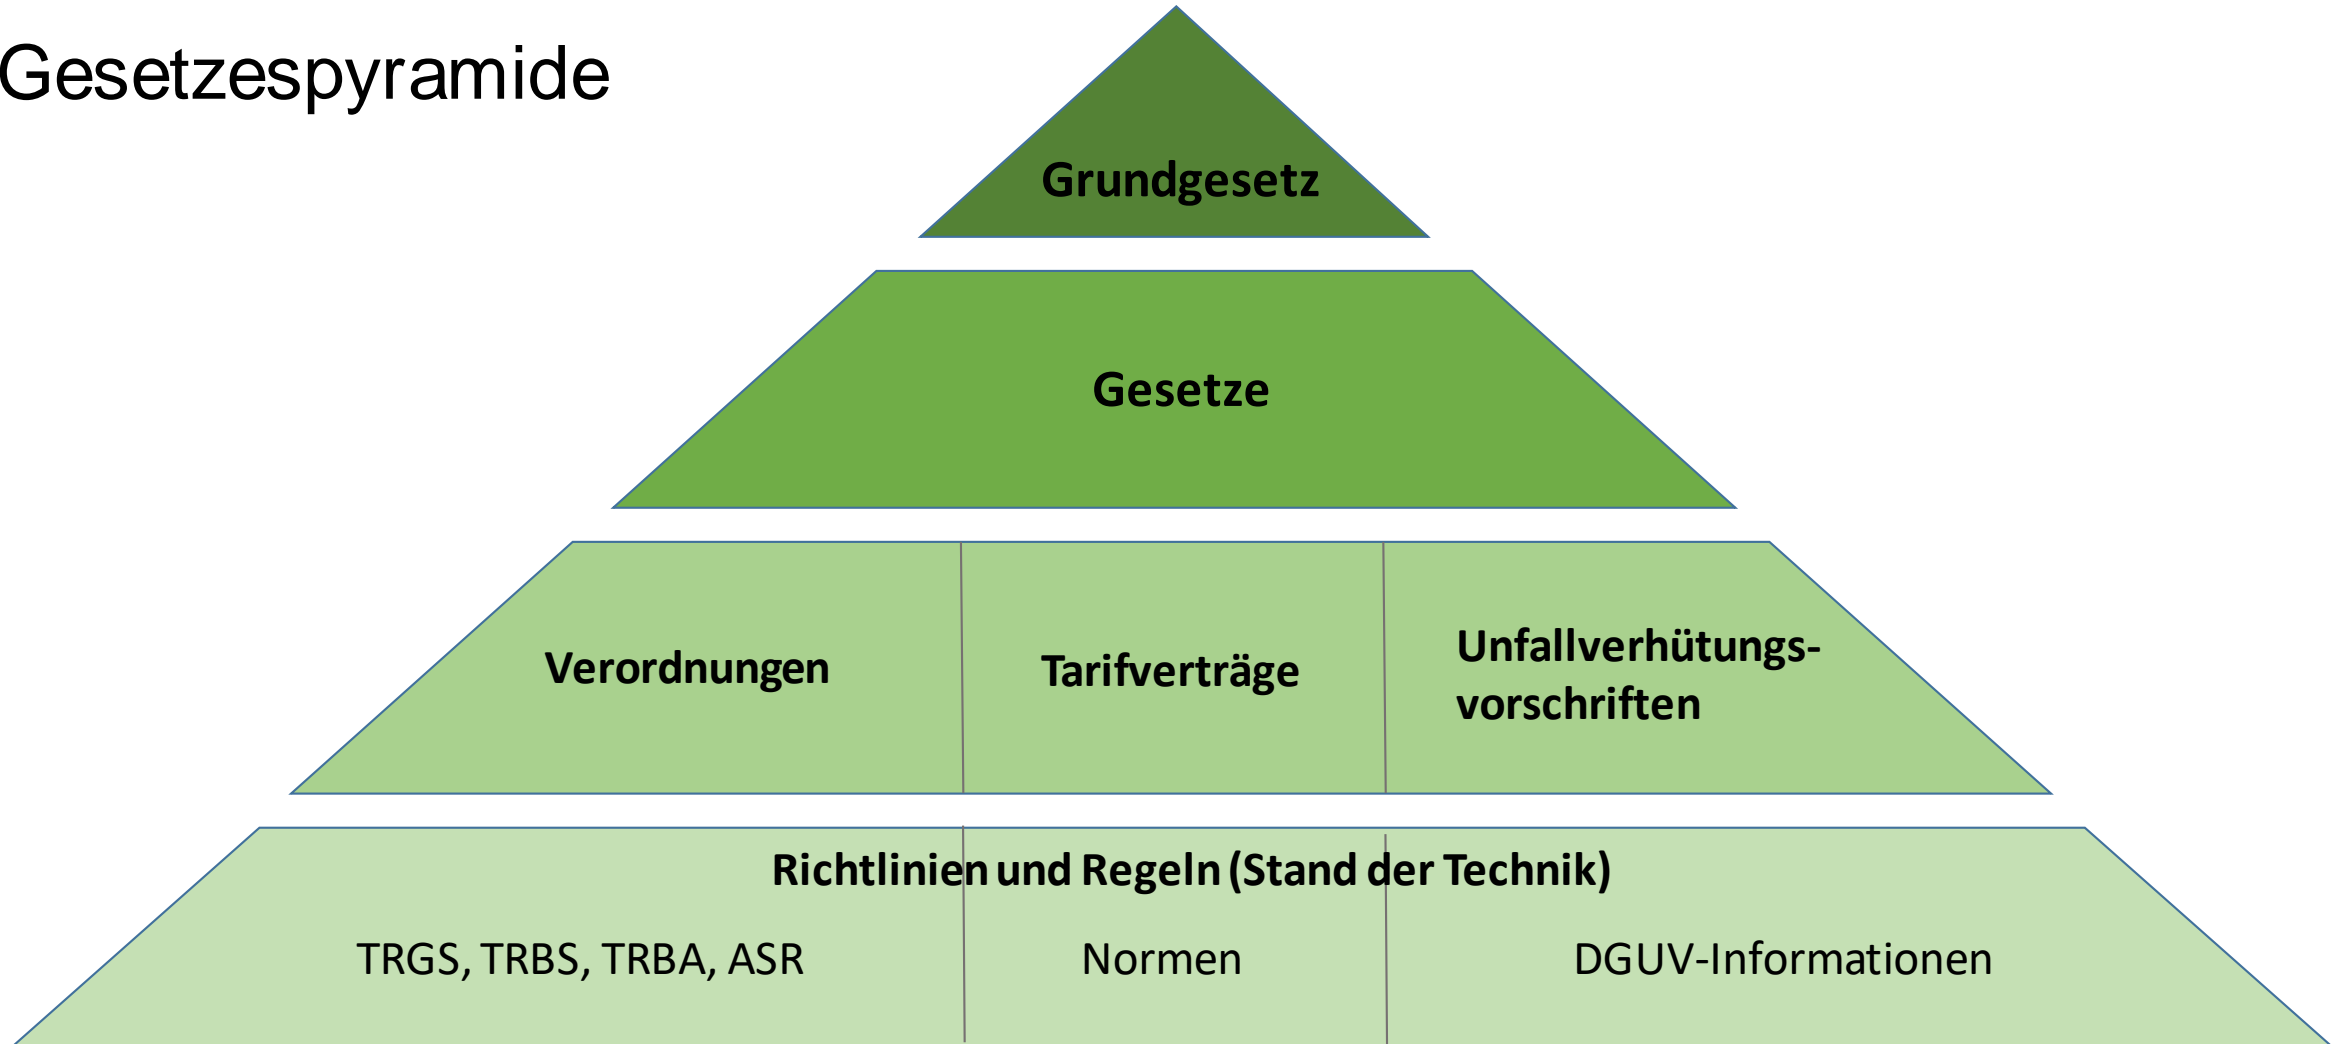 Gesetzespyramide
Grundgesetz
Gesetze
Verordnungen
Tarifverträge
Unfallverhütungs-
vorschriften
Richtlinien und Regeln (Stand der Technik)
TRGS, TRBS, TRBA, ASR
Normen
DGUV-Informationen